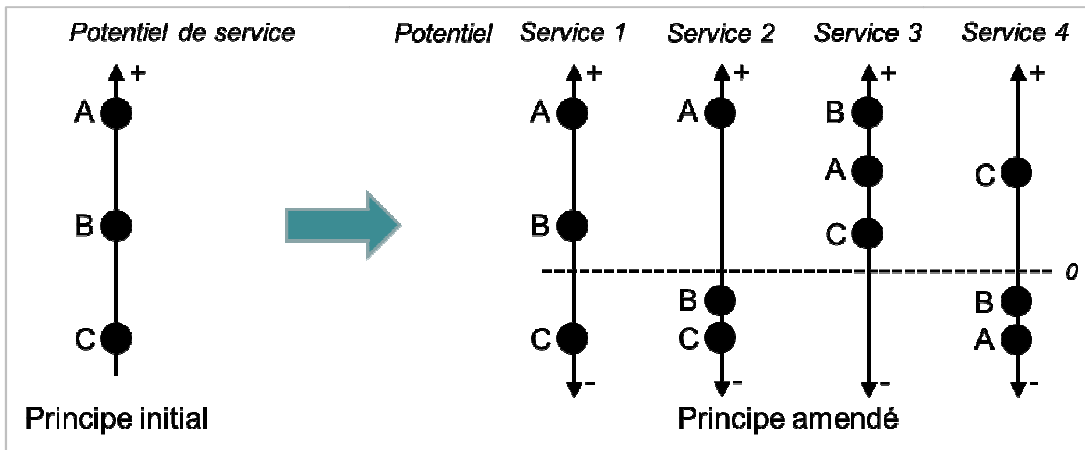 Potentiel de service
+
A
B
C
Principe initial
Potentiel Service 1 Service 2 Service 3 Service 4
+ + + +
A A B
A C
B C
0
B B
C C A
- - - -
Principe amendé